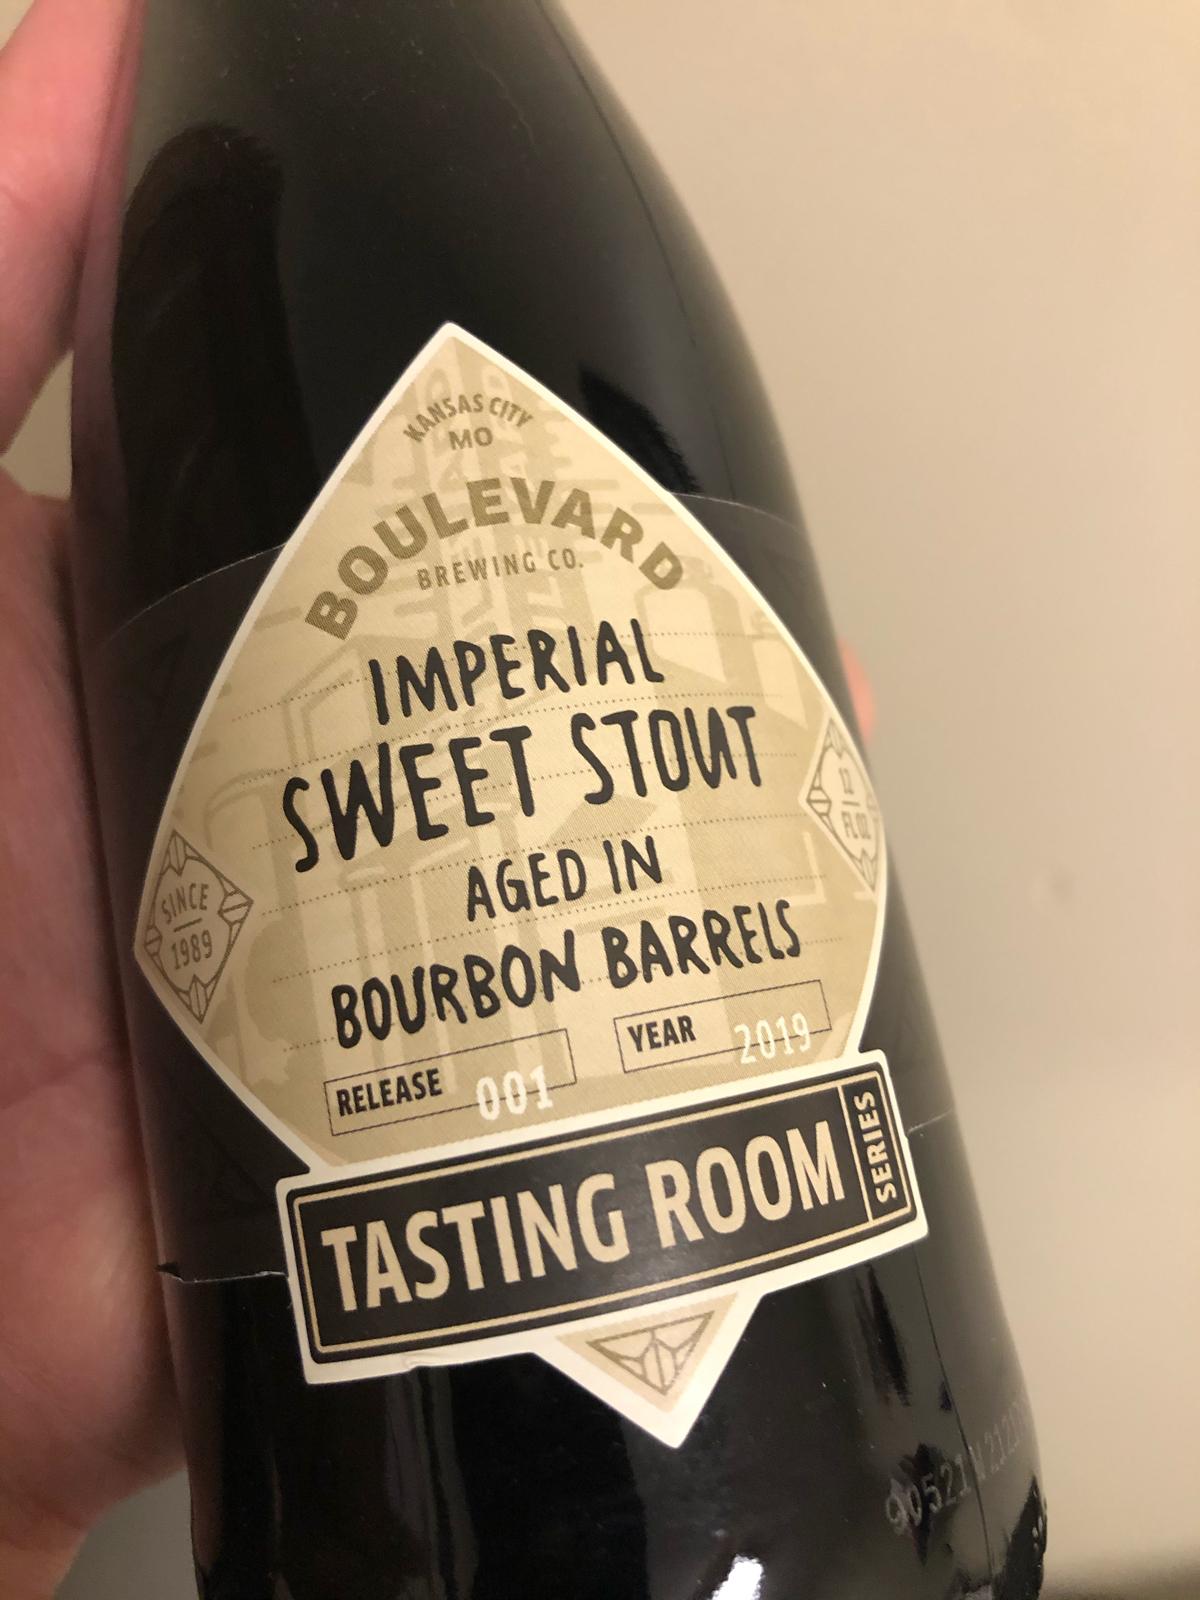 KANSAS CITY
MO
BOULEVARD
BREWING CO.
IMPERIAL
SWEET STOUT
AGED IN
BOURBON BARRELS
SINCE
1989
12
FL OZ
RELEASE 001
YEAR 2019
TASTING ROOM
SERIES
90521